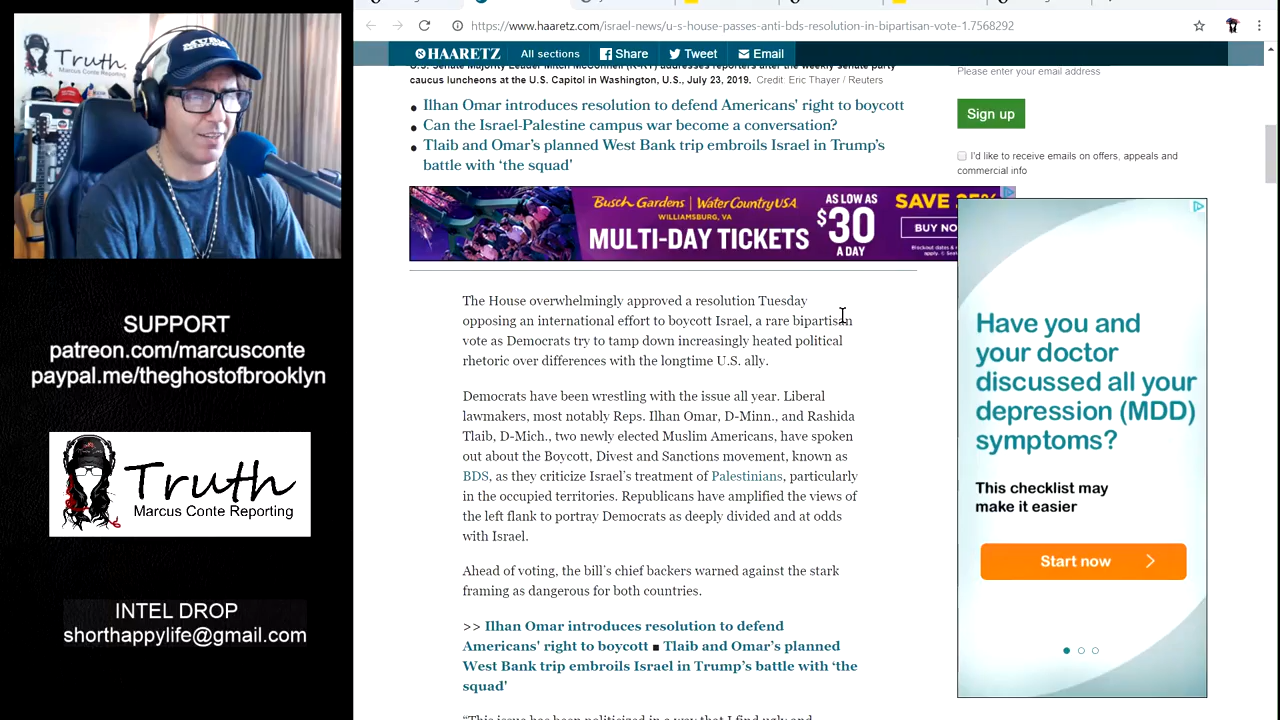 Truth.
Marcus Conte Reporting
SUPPORT
patreon.com/marcusconte
paypal.me/theghostofbrooklyn
Truth
Marcus Conte Reporting
INTEL DROP
shorthappylife@gmail.com
https://www.haaretz.com/israel-news/u-s-house-passes-anti-bds-resolution-in-bipartisan-vote-1.7568292
HAARETZ
All sections
Share
Tweet
Email
caucus luncheons at the U.S. Capitol in Washington, U.S., July 23, 2019. Credit: Eric Thayer / Reuters
Ilhan Omar introduces resolution to defend Americans' right to boycott
Can the Israel-Palestine campus war become a conversation?
Tlaib and Omar's planned West Bank trip embroils Israel in Trump's
battle with 'the squad'
Busch Gardens | Water Country USA
WILLIAMSBURG, VA
MULTI-DAY TICKETS
AS LOW AS
$30
A DAY
SAVE
BUY NO
The House overwhelmingly approved a resolution Tuesday
opposing an international effort to boycott Israel, a rare bipartisan
vote as Democrats try to tamp down increasingly heated political
rhetoric over differences with the longtime U.S. ally.
Democrats have been wrestling with the issue all year. Liberal
lawmakers, most notably Reps. Ilhan Omar, D-Minn., and Rashida
Tlaib, D-Mich., two newly elected Muslim Americans, have spoken
out about the Boycott, Divest and Sanctions movement, known as
BDS, as they criticize Israel's treatment of Palestinians, particularly
in the occupied territories. Republicans have amplified the views of
the left flank to portray Democrats as deeply divided and at odds
with Israel.
Ahead of voting, the bill's chief backers warned against the stark
framing as dangerous for both countries.
>> Ilhan Omar introduces resolution to defend
Americans' right to boycott ■ Tlaib and Omar's planned
West Bank trip embroils Israel in Trump's battle with 'the
squad'
"This issue has been politicized in a way that I find ugly and
Please enter your email address
Sign up
I'd like to receive emails on offers, appeals and
commercial info
Have you and
your doctor
discussed all your
depression (MDD)
symptoms?
This checklist may
make it easier
Start now